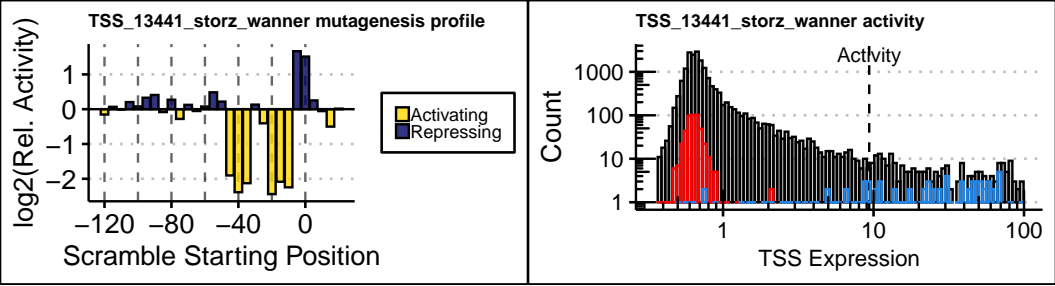 TSS_13441_storz_wanner mutagenesis profile
log2(Rel. Activity)
1
0
−1
−2
−120
−80
−40
0
Scramble Starting Position
Activating
Repressing
TSS_13441_storz_wanner activity
Activity
Count
1000
100
10
1
1
10
100
TSS Expression